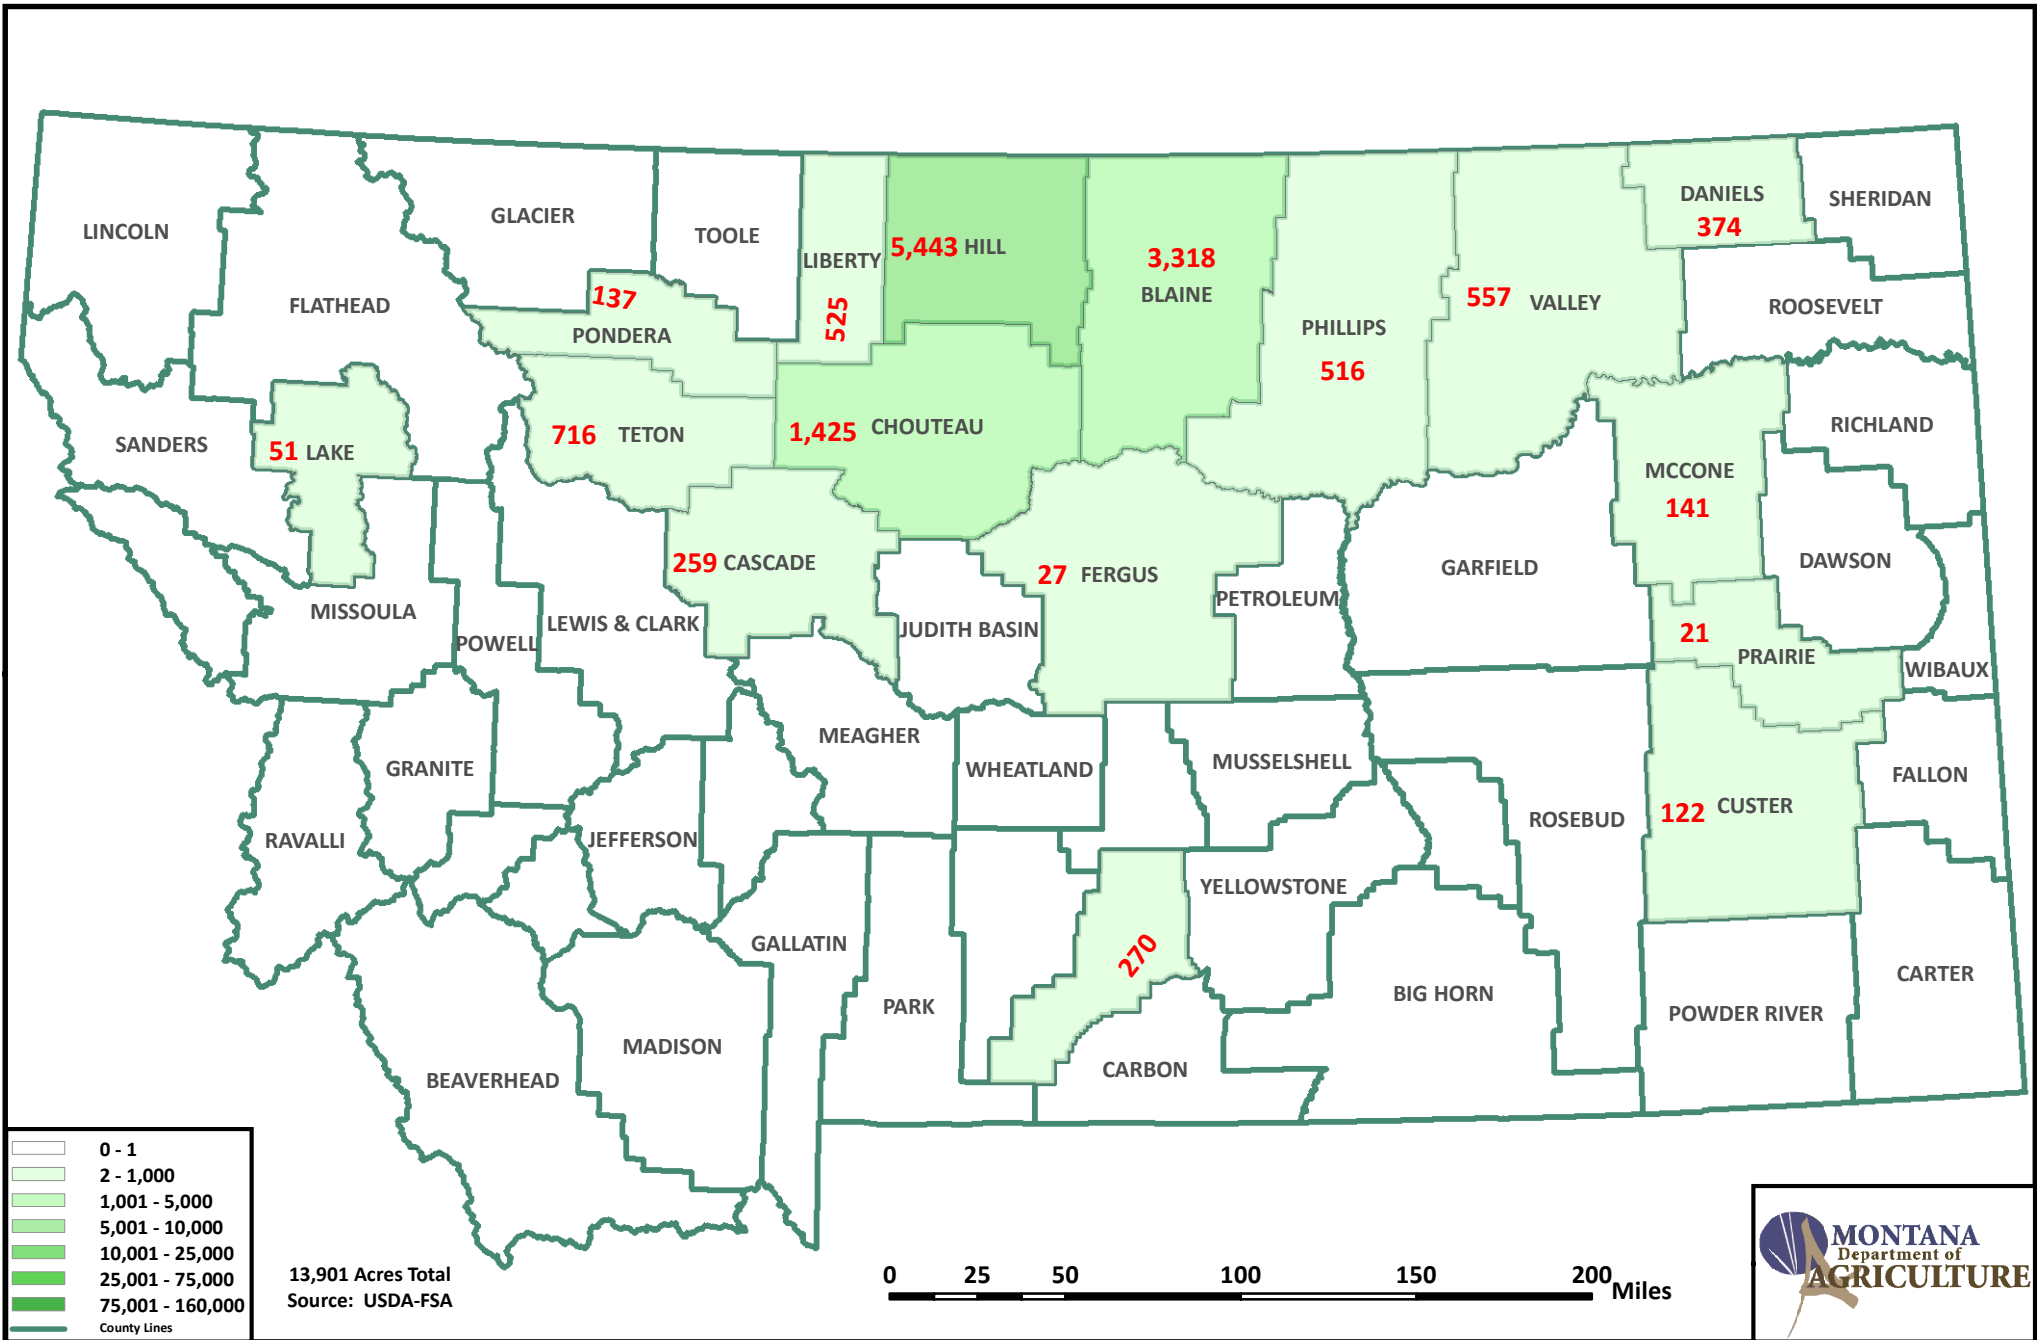 LINCOLN
FLATHEAD
GLACIER
TOOLE
LIBERTY
525
5,443 HILL
3,318
BLAINE
PHILLIPS
516
557 VALLEY
DANIELS
374
SHERIDAN
ROOSEVELT
137
PONDERA
SANDERS
51 LAKE
716 TETON
1,425 CHOUTEAU
MCCONE
141
RICHLAND
DAWSON
MISSOULA
POWELL
LEWIS & CLARK
259 CASCADE
JUDITH BASIN
27 FERGUS
PETROLEUM
GARFIELD
21
PRAIRIE
WIBAUX
RAVALLI
GRANITE
JEFFERSON
MEAGHER
WHEATLAND
MUSSELSHELL
ROSEBUD
122 CUSTER
FALLON
YELLOWSTONE
270
BEAVERHEAD
MADISON
GALLATIN
PARK
CARBON
BIG HORN
POWDER RIVER
CARTER
0 - 1
2 - 1,000
1,001 - 5,000
5,001 - 10,000
10,001 - 25,000
25,001 - 75,000
75,001 - 160,000
County Lines
13,901 Acres Total
Source: USDA-FSA
0 25 50 100 150 200 Miles
MONTANA
Department of
AGRICULTURE